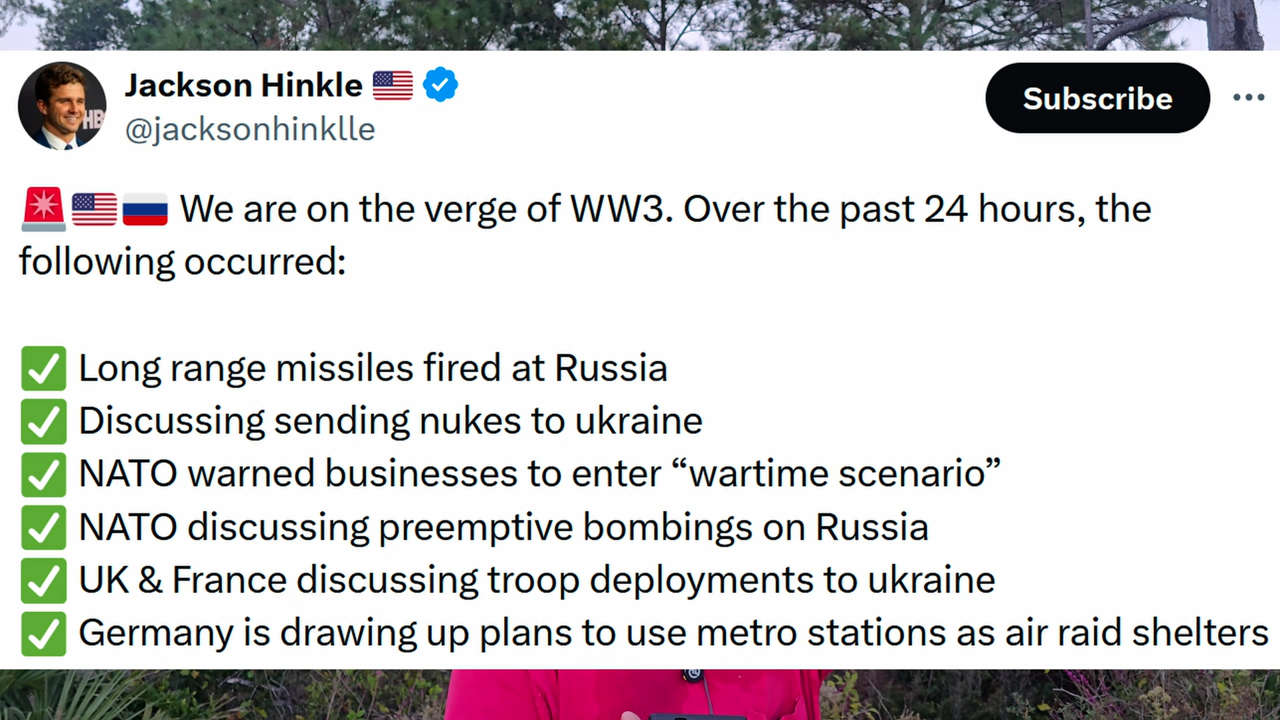 Jackson Hinkle 🇺🇸
@jacksonhinklle
Subscribe
HB
🚨🇺🇸🇷🇺 We are on the verge of WW3. Over the past 24 hours, the
following occurred:
✅ Long range missiles fired at Russia
✅ Discussing sending nukes to ukraine
✅ NATO warned businesses to enter “wartime scenario”
✅ NATO discussing preemptive bombings on Russia
✅ UK & France discussing troop deployments to ukraine
✅ Germany is drawing up plans to use metro stations as air raid shelters